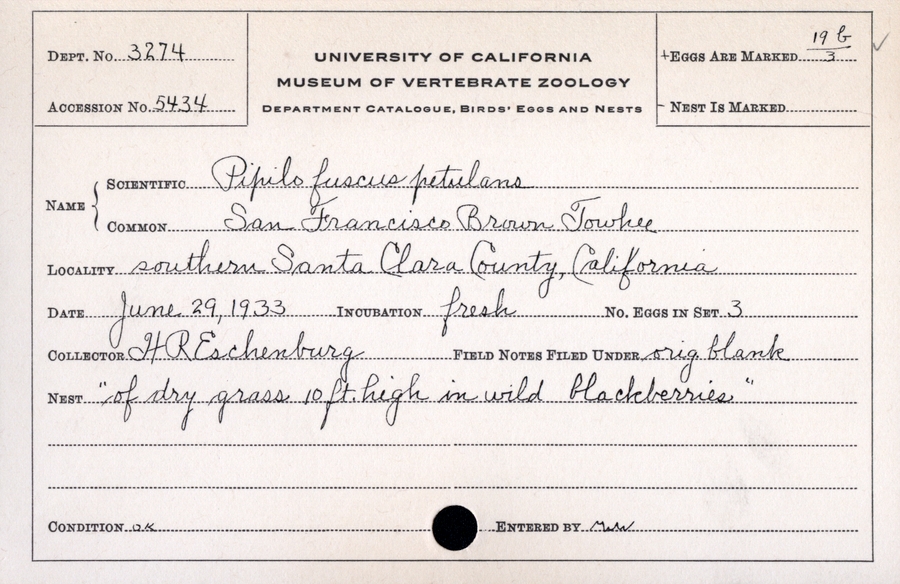 DEPT. NO. 3274
UNIVERSITY OF CALIFORNIA
MUSEUM OF VERTEBRATE ZOOLOGY
DEPARTMENT CATALOGUE, BIRDS' EGGS AND NESTS
+EGGS ARE MARKED 19 b
3
ACCESSION NO. 5434
- NEST IS MARKED
NAME
SCIENTIFIC Pipilo fuscus petulans
COMMON San Francisco Brown Towhee
LOCALITY southern Santa Clara County, California
DATE June 29, 1933 INCUBATION fresh NO. EGGS IN SET 3
COLLECTOR H R Eschenburg FIELD NOTES FILED UNDER orig blank
NEST "of dry grass 10 ft. high in wild blackberries"
CONDITION OK ENTERED BY